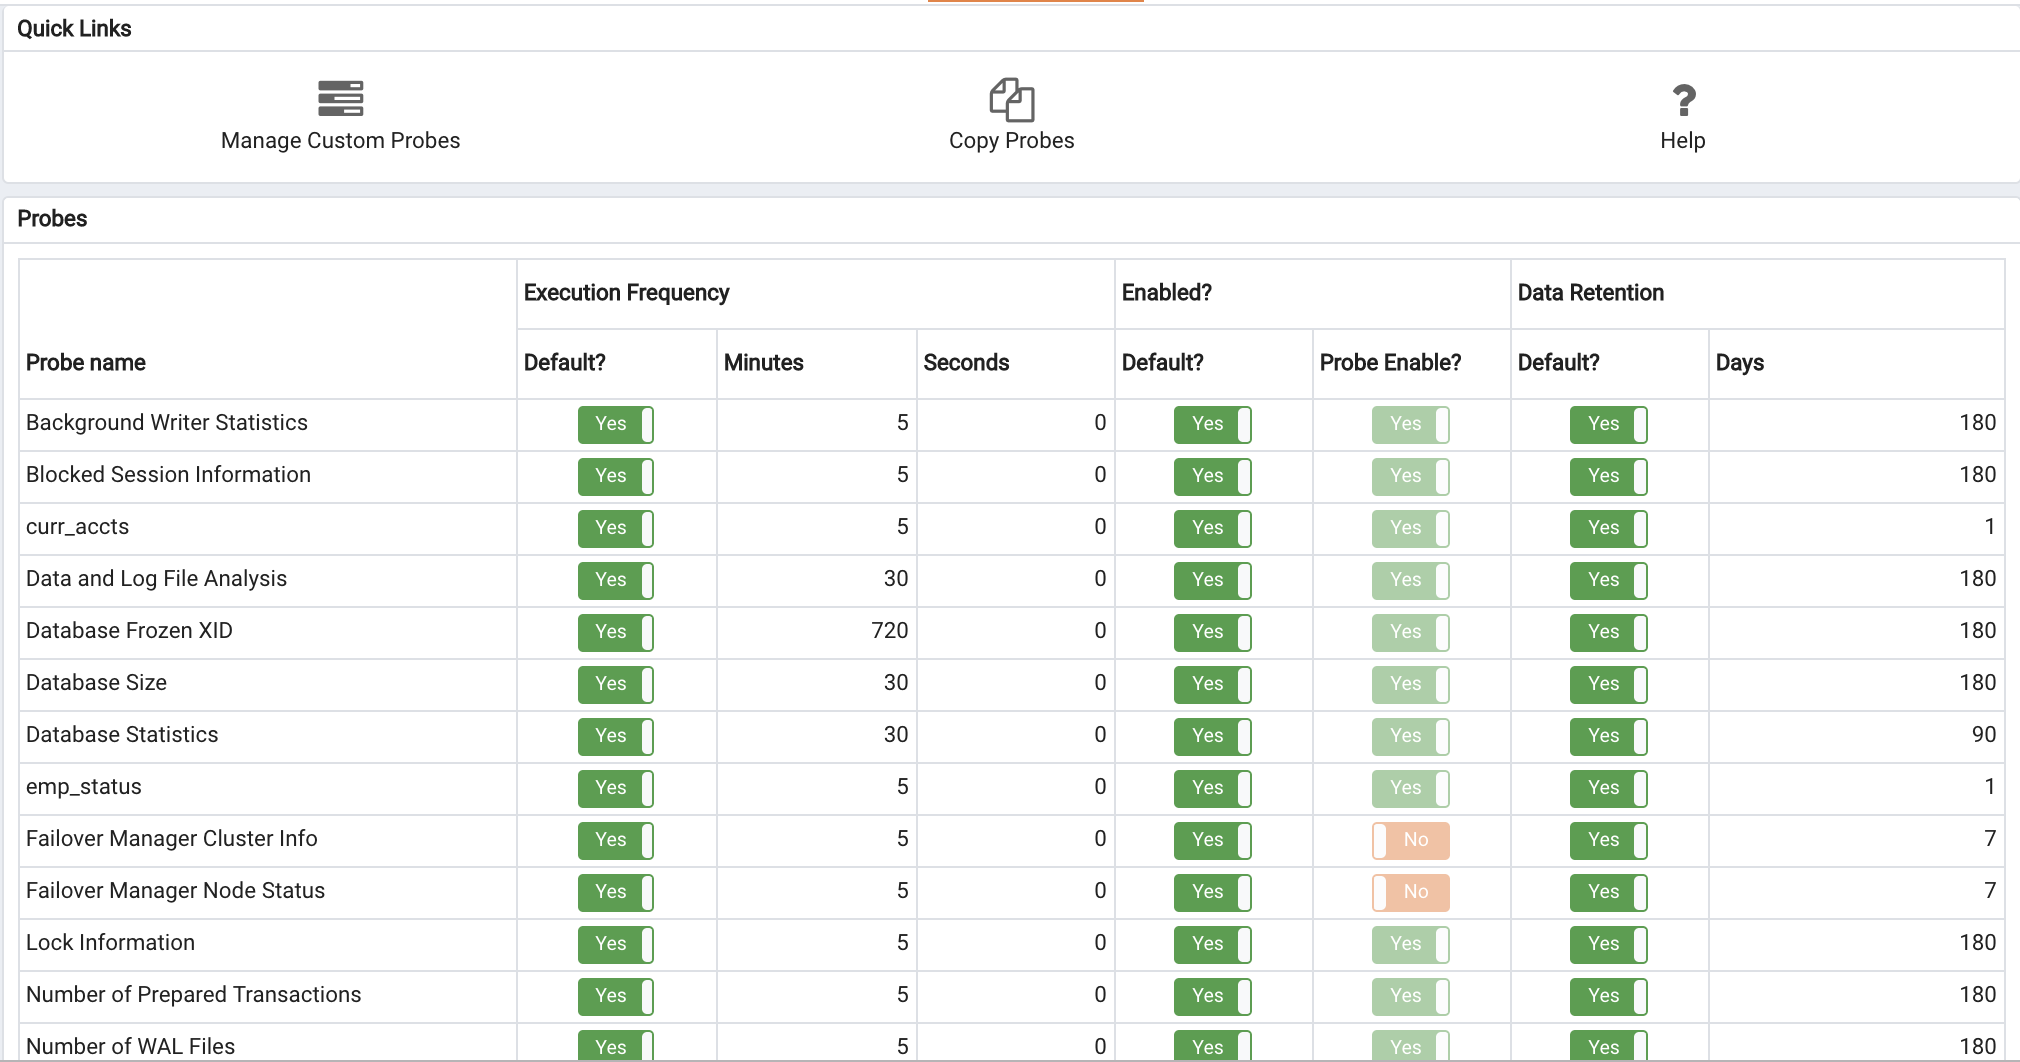 Quick Links
Manage Custom Probes Copy Probes Help
Probes
Execution Frequency Enabled? Data Retention
Probe name Default? Minutes Seconds Default? Probe Enable? Default? Days
Background Writer Statistics Yes 5 0 Yes Yes Yes 180
Blocked Session Information Yes 5 0 Yes Yes Yes 180
curr_accts Yes 5 0 Yes Yes Yes 1
Data and Log File Analysis Yes 30 0 Yes Yes Yes 180
Database Frozen XID Yes 720 0 Yes Yes Yes 180
Database Size Yes 30 0 Yes Yes Yes 180
Database Statistics Yes 30 0 Yes Yes Yes 90
emp_status Yes 5 0 Yes Yes Yes 1
Failover Manager Cluster Info Yes 5 0 Yes No Yes 7
Failover Manager Node Status Yes 5 0 Yes No Yes 7
Lock Information Yes 5 0 Yes Yes Yes 180
Number of Prepared Transactions Yes 5 0 Yes Yes Yes 180
Number of WAL Files Yes 5 0 Yes Yes Yes 180